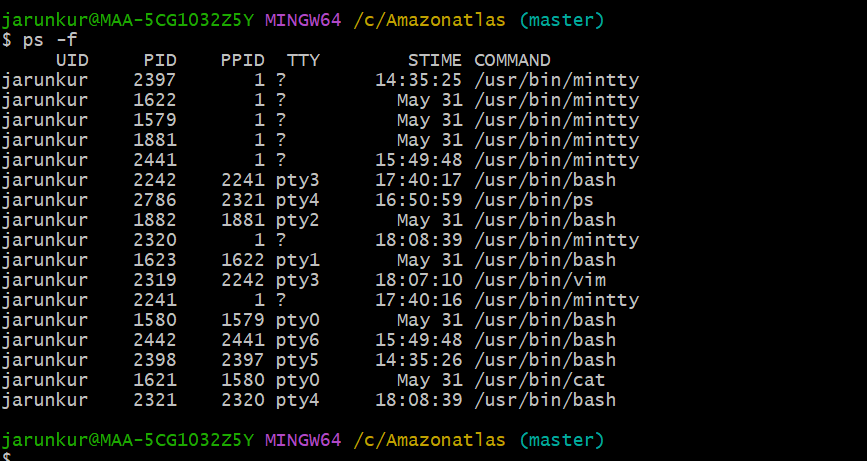 jarunkur@MAA-5CG1032Z5Y MINGW64 /c/Amazonatlas (master)
$ ps -f
     UID     PID    PPID  TTY        STIME COMMAND
jarunkur    2397       1 ?        14:35:25 /usr/bin/mintty
jarunkur    1622       1 ?          May 31 /usr/bin/mintty
jarunkur    1579       1 ?          May 31 /usr/bin/mintty
jarunkur    1881       1 ?          May 31 /usr/bin/mintty
jarunkur    2441       1 ?        15:49:48 /usr/bin/mintty
jarunkur    2242    2241 pty3     17:40:17 /usr/bin/bash
jarunkur    2786    2321 pty4     16:50:59 /usr/bin/ps
jarunkur    1882    1881 pty2       May 31 /usr/bin/bash
jarunkur    2320       1 ?        18:08:39 /usr/bin/mintty
jarunkur    1623    1622 pty1       May 31 /usr/bin/bash
jarunkur    2319    2242 pty3     18:07:10 /usr/bin/vim
jarunkur    2241       1 ?        17:40:16 /usr/bin/mintty
jarunkur    1580    1579 pty0       May 31 /usr/bin/bash
jarunkur    2442    2441 pty6     15:49:48 /usr/bin/bash
jarunkur    2398    2397 pty5     14:35:26 /usr/bin/bash
jarunkur    1621    1580 pty0       May 31 /usr/bin/cat
jarunkur    2321    2320 pty4     18:08:39 /usr/bin/bash
jarunkur@MAA-5CG1032Z5Y MINGW64 /c/Amazonatlas (master)
$